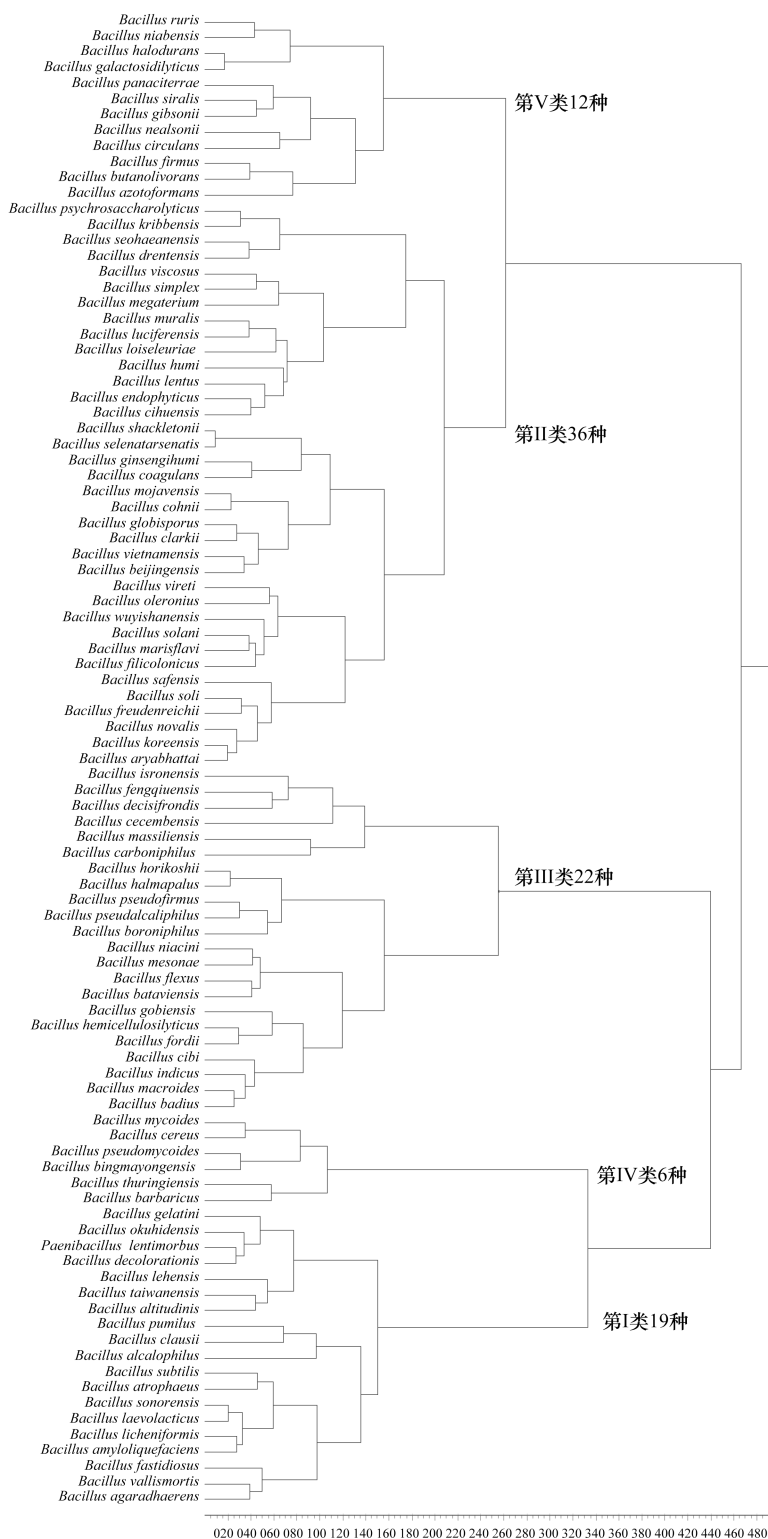 Bacillus ruris
Bacillus niabensis
Bacillus halodurans
Bacillus galactosidilyticus
Bacillus panaciterrae
Bacillus siralis
第V类12种
Bacillus gibsonii
Bacillus nealsonii
Bacillus circulans
Bacillus firmus
Bacillus butanolivorans
Bacillus azotoformans
Bacillus psychrosaccharolyticus
Bacillus kribbensis
Bacillus seohaeanensis
Bacillus drentensis
Bacillus viscosus
Bacillus simplex
Bacillus megaterium
Bacillus muralis
Bacillus luciferensis
Bacillus loiseleuriae
Bacillus humi
Bacillus lentus
Bacillus endophyticus
Bacillus cihuensis
Bacillus shackletonii
第II类36种
Bacillus selenatarsenatis
Bacillus ginsengihumi
Bacillus coagulans
Bacillus mojavensis
Bacillus cohnii
Bacillus globisporus
Bacillus clarkii
Bacillus vietnamensis
Bacillus beijingensis
Bacillus vireti
Bacillus oleronius
Bacillus wuyishanensis
Bacillus solani
Bacillus marisflavi
Bacillus filicolonicus
Bacillus safensis
Bacillus soli
Bacillus freudenreichii
Bacillus novalis
Bacillus koreensis
Bacillus aryabhattai
Bacillus isronensis
Bacillus fengqiuensis
Bacillus decisifrondis
Bacillus cecembensis
Bacillus massiliensis
Bacillus carboniphilus
Bacillus horikoshii
第III类22种
Bacillus halmapalus
Bacillus pseudofirmus
Bacillus pseudalcaliphilus
Bacillus boroniphilus
Bacillus niacini
Bacillus mesonae
Bacillus flexus
Bacillus bataviensis
Bacillus gobiensis
Bacillus hemicellulosilyticus
Bacillus fordii
Bacillus cibi
Bacillus indicus
Bacillus macroides
Bacillus badius
Bacillus mycoides
Bacillus cereus
Bacillus pseudomycoides
Bacillus bingmayongensis
第IV类6种
Bacillus thuringiensis
Bacillus barbaricus
Bacillus gelatini
Bacillus okuhidensis
Paenibacillus lentimorbus
Bacillus decolorationis
Bacillus lehensis
Bacillus taiwanensis
Bacillus altitudinis
Bacillus pumilus
第I类19种
Bacillus clausii
Bacillus alcalophilus
Bacillus subtilis
Bacillus atrophaeus
Bacillus sonorensis
Bacillus laevolacticus
Bacillus licheniformis
Bacillus amyloliquefaciens
Bacillus fastidiosus
Bacillus vallismortis
Bacillus agaradhaerens
020 040 060 080 100 120 140 160 180 200 220 240 260 280 300 320 340 360 380 400 420 440 460 480